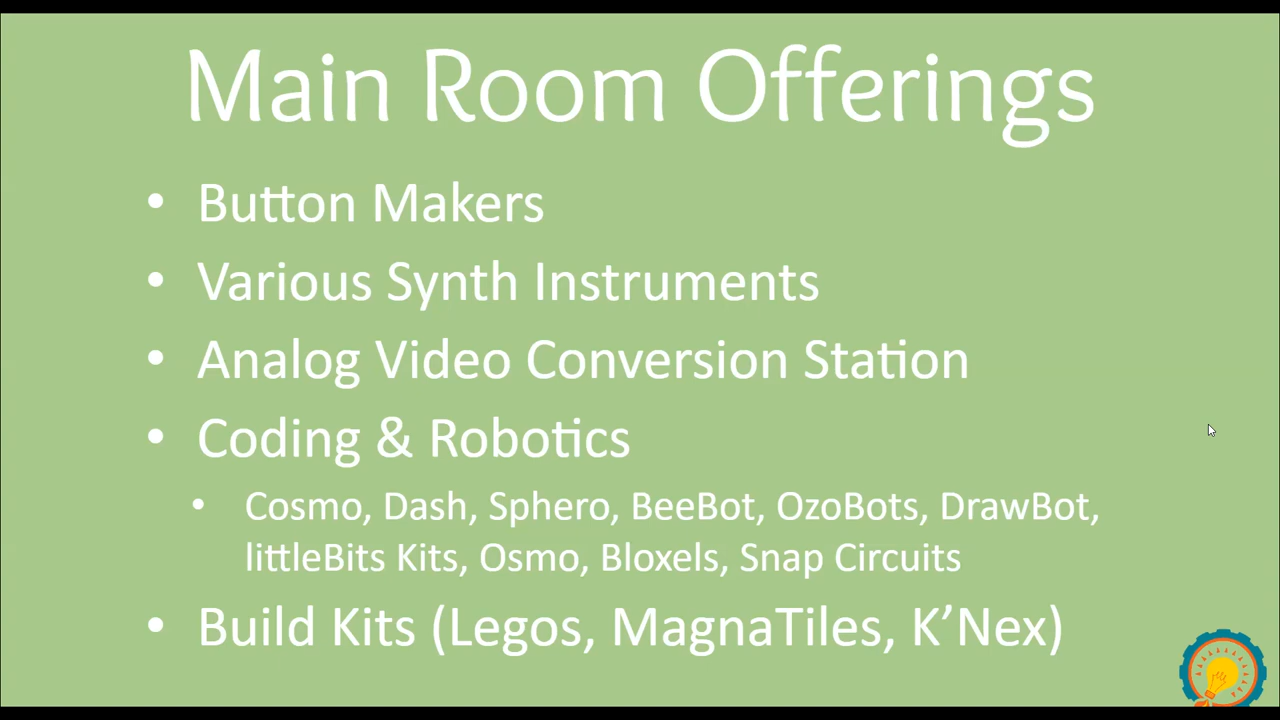 Main Room Offerings
• Button Makers
• Various Synth Instruments
• Analog Video Conversion Station
• Coding & Robotics
• Cosmo, Dash, Sphero, BeeBot, OzoBots, DrawBot,
littleBits Kits, Osmo, Bloxels, Snap Circuits
• Build Kits (Legos, MagnaTiles, K’Nex)